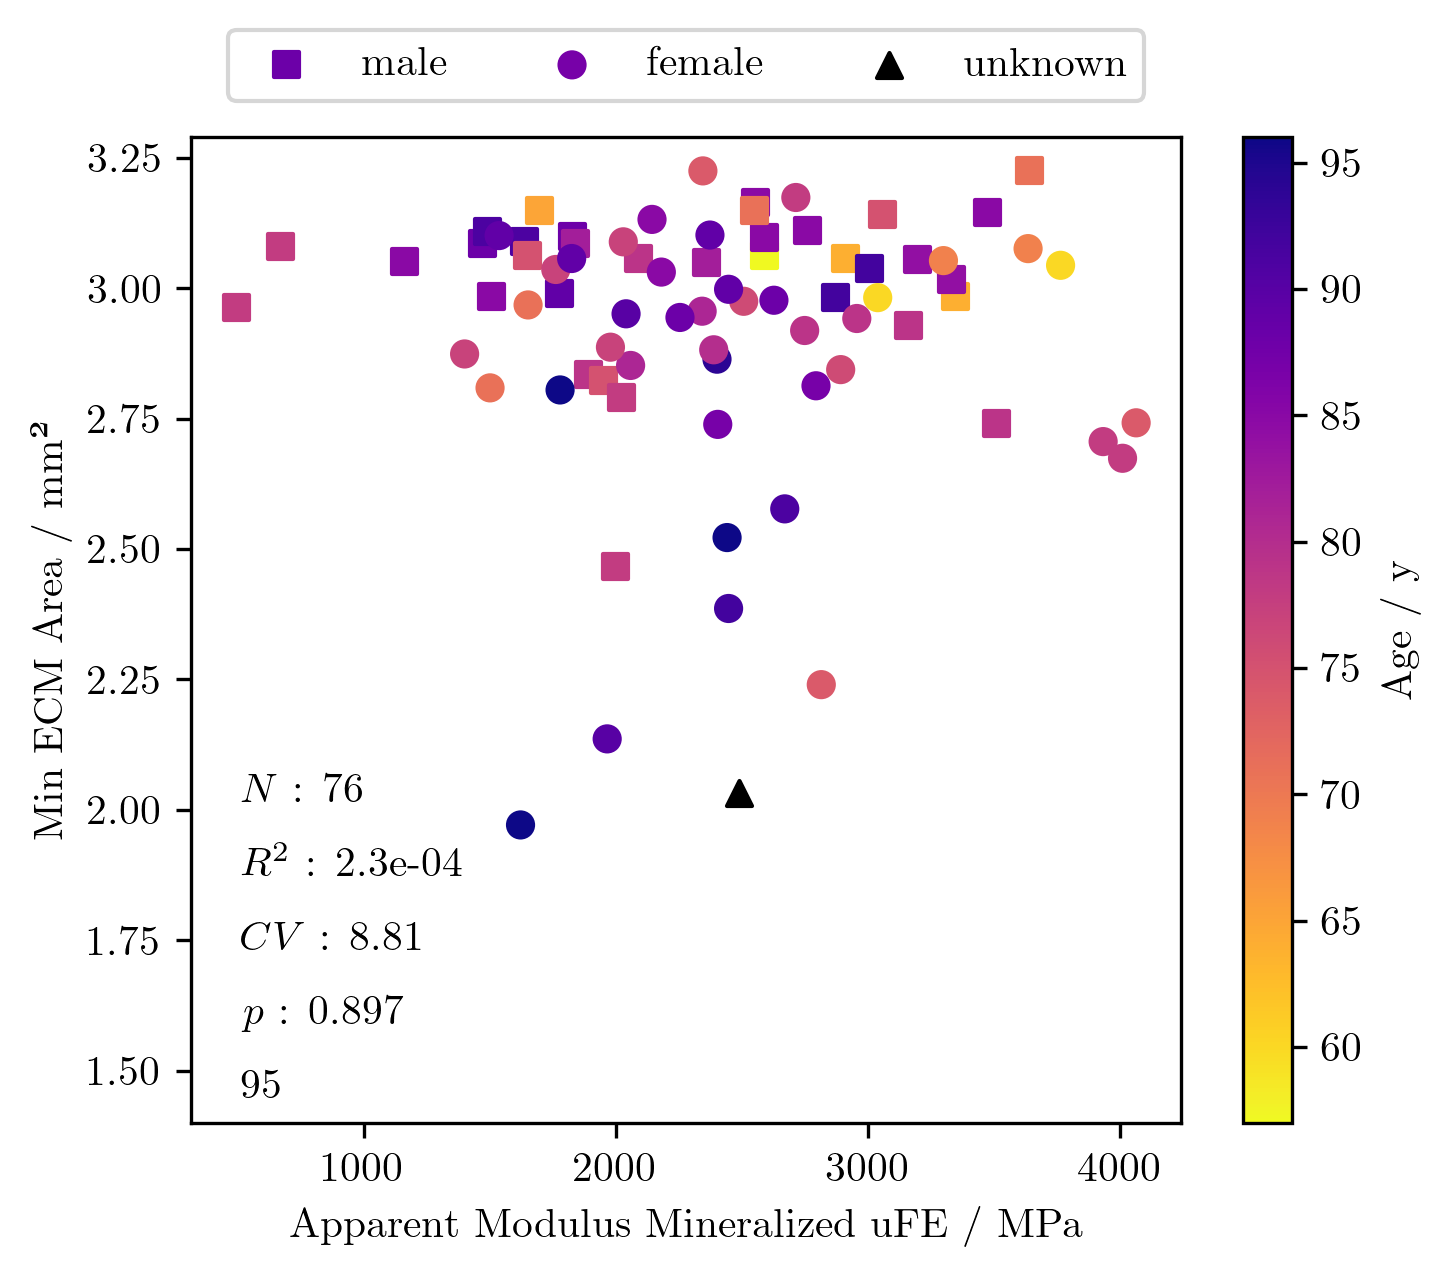 male female unknown
3.25
3.00
2.75
2.50
2.25
2.00
1.75
1.50
Min ECM Area / mm²
N : 76
R² : 2.3e-04
CV : 8.81
p : 0.897
95
1000 2000 3000 4000
Apparent Modulus Mineralized uFE / MPa
95
90
85
80
75
70
65
60
Age / y